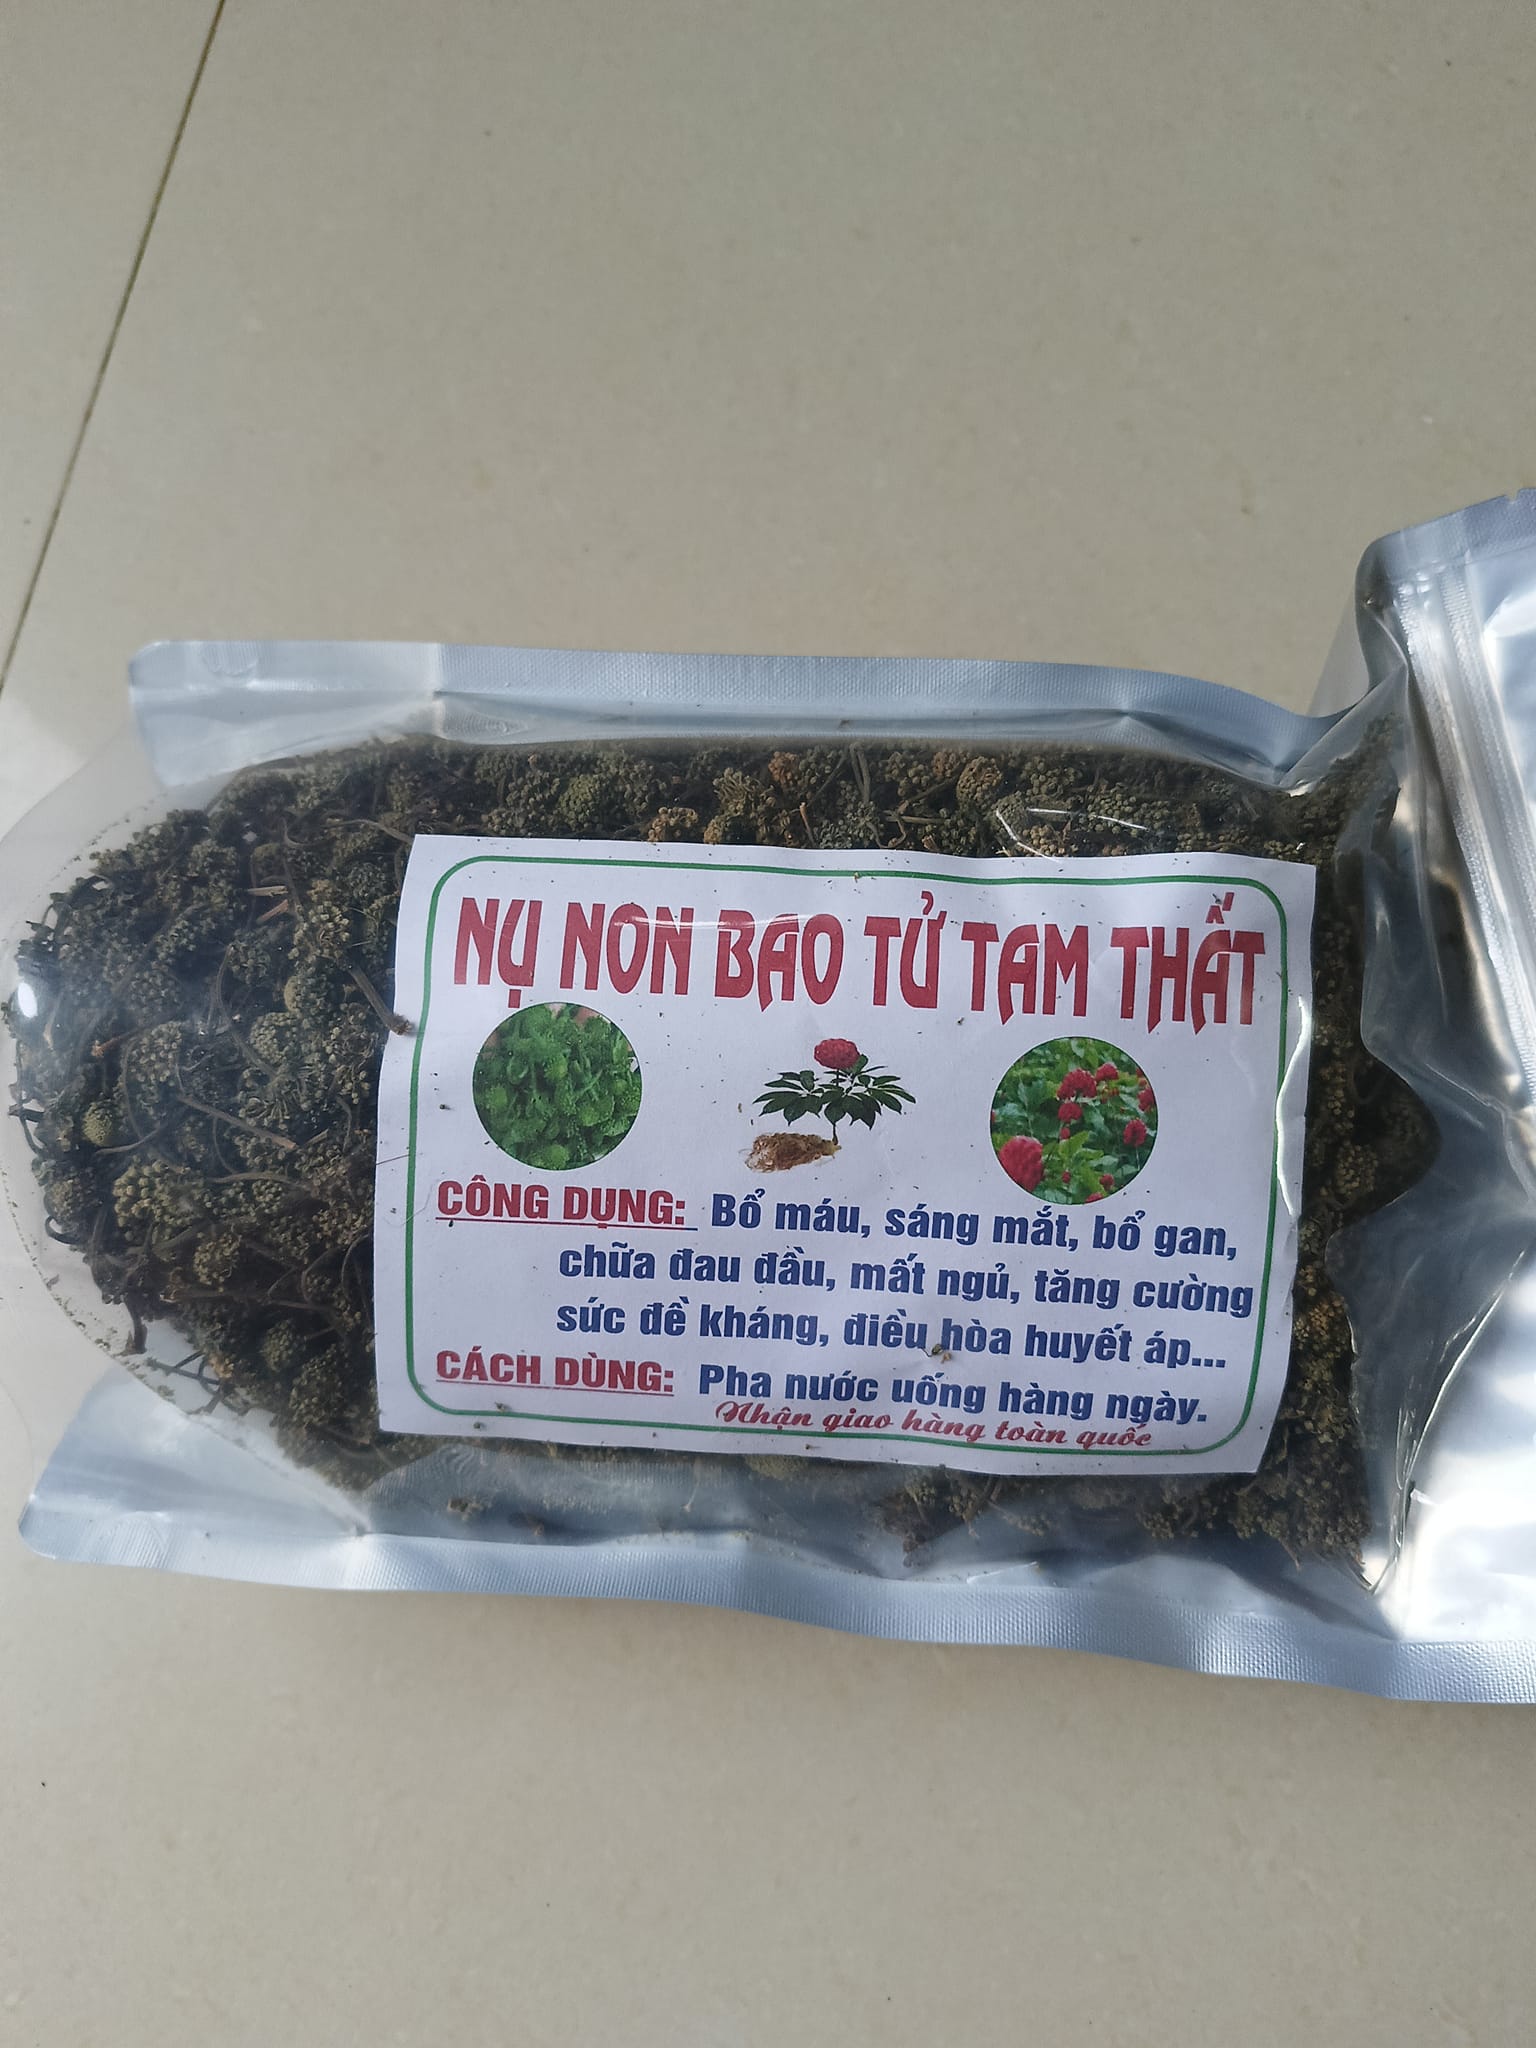 NỤ NON BAO TỬ TAM THẤT
CÔNG DỤNG: Bổ máu, sáng mắt, bổ gan,
chữa đau đầu, mất ngủ, tăng cường
sức đề kháng, điều hòa huyết áp...
CÁCH DÙNG: Pha nước uống hàng ngày.
Nhận giao hàng toàn quốc